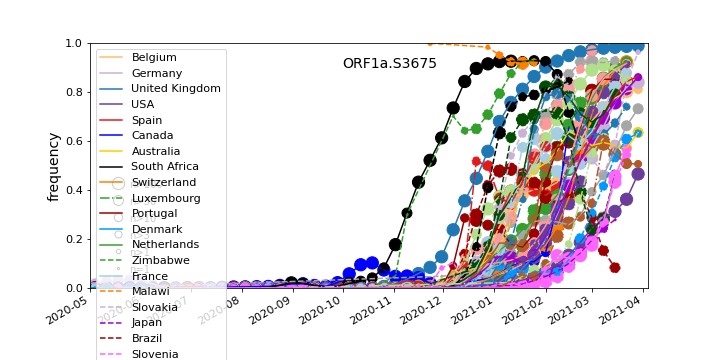 ORF1a.S3675
frequency
1.0
0.8
0.6
0.4
0.2
0.0
Belgium
Germany
United Kingdom
USA
Spain
Canada
Australia
South Africa
Switzerland
Luxembourg
Portugal
Denmark
Netherlands
Zimbabwe
France
Malawi
Slovakia
Japan
Brazil
Slovenia
2020-05
2020-07
2020-08
2020-09
2020-10
2020-11
2020-12
2021-01
2021-02
2021-03
2021-04